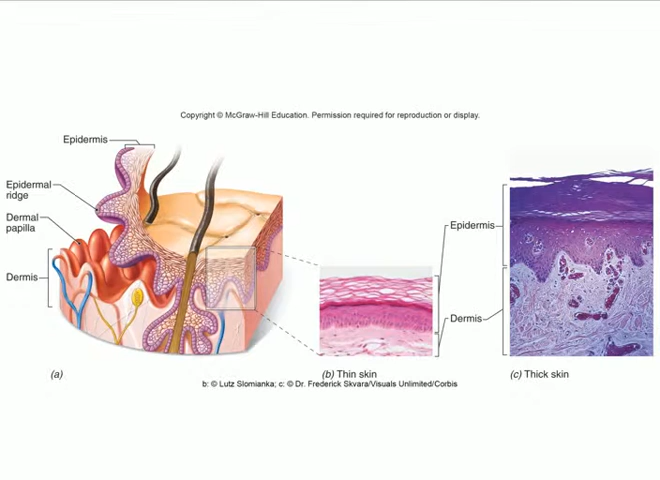 Copyright © McGraw-Hill Education. Permission required for reproduction or display.
Epidermis
Epidermal
ridge
Dermal
papilla
Dermis
Epidermis
Dermis
(a)
(b) Thin skin
(c) Thick skin
b: © Lutz Slomianka; c: © Dr. Frederick Skvara/Visuals Unlimited/Corbis